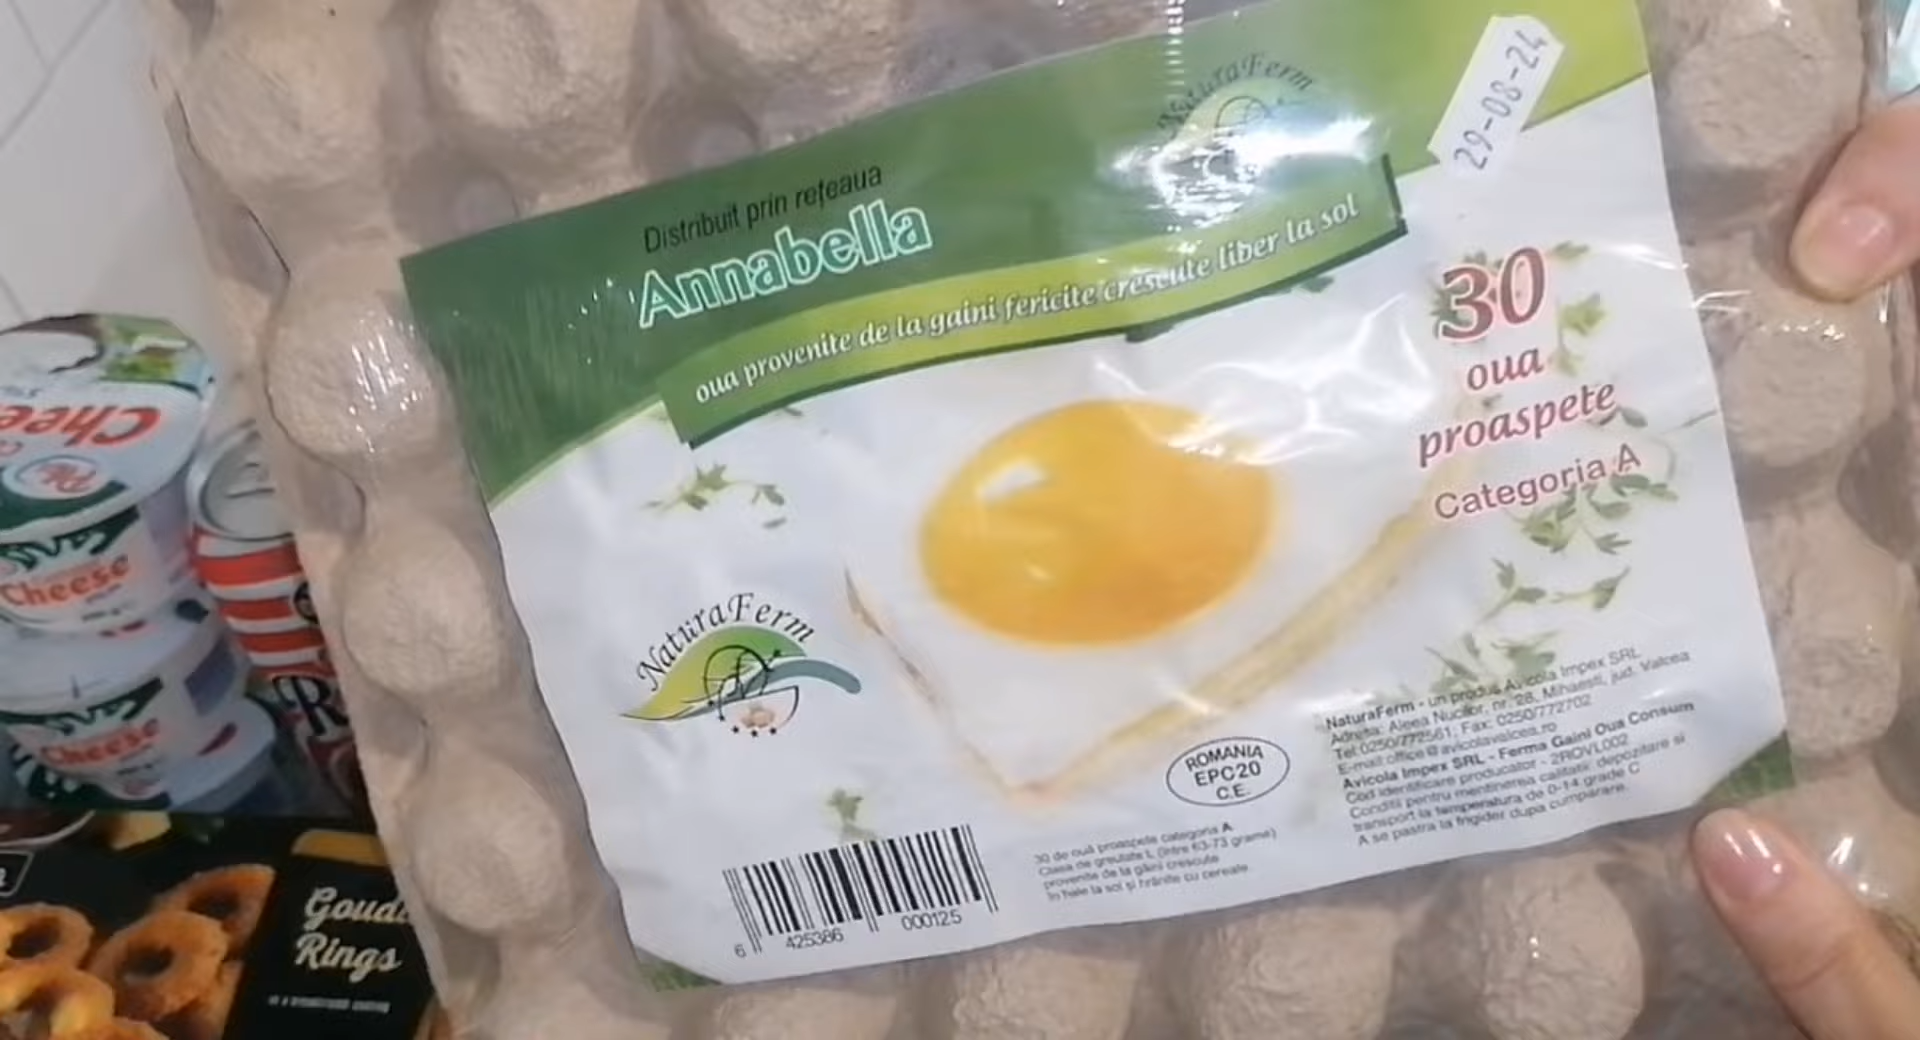 29-08-24
NaturaFerm
Distribuit prin rețeaua
Annabella
oua provenite de la gaini fericite crescute liber la sol
30
oua
proaspete
Categoria A
NaturaFerm
NaturaFerm - un produs Avicola Impex SRL
Adresa: Aleea Nucilor, nr. 28, Mihaesti, jud. Valcea
Tel:0250/772561; Fax: 0250/772702
E-mail:office@avicolavalcea.ro
Avicola Impex SRL - Ferma Gaini Oua Consum
Cod identificare producator - 2ROVL002
Conditii pentru mentinerea calitatii: depozitare si
transport la temperatura de 0-14 grade C
A se pastra la frigider dupa cumparare.
ROMANIA
EPC20
C.E.
30 de ouă proaspete categoria A
Clasa de greutate L (între 63-73 grame)
provenite de la găini crescute
în hale la sol și hrănite cu cereale.
6 425386 000125
Cheese
Cheese
Cheese
Gouda
Rings